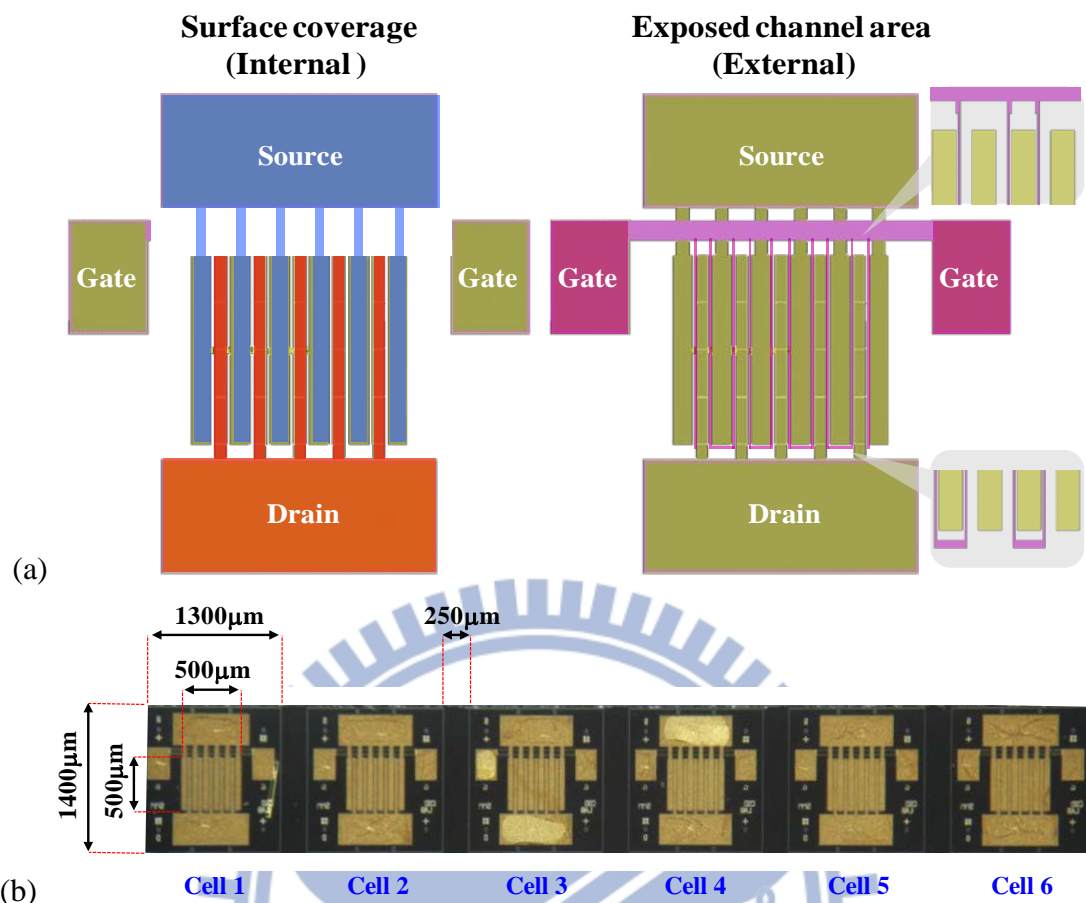 Surface coverage
(Internal )
Exposed channel area
(External)
Source
Source
Gate
Gate
Gate
Gate
Drain
Drain
(a)
1300μm
250μm
500μm
1400μm
500μm
(b)
Cell 1
Cell 2
Cell 3
Cell 4
Cell 5
Cell 6